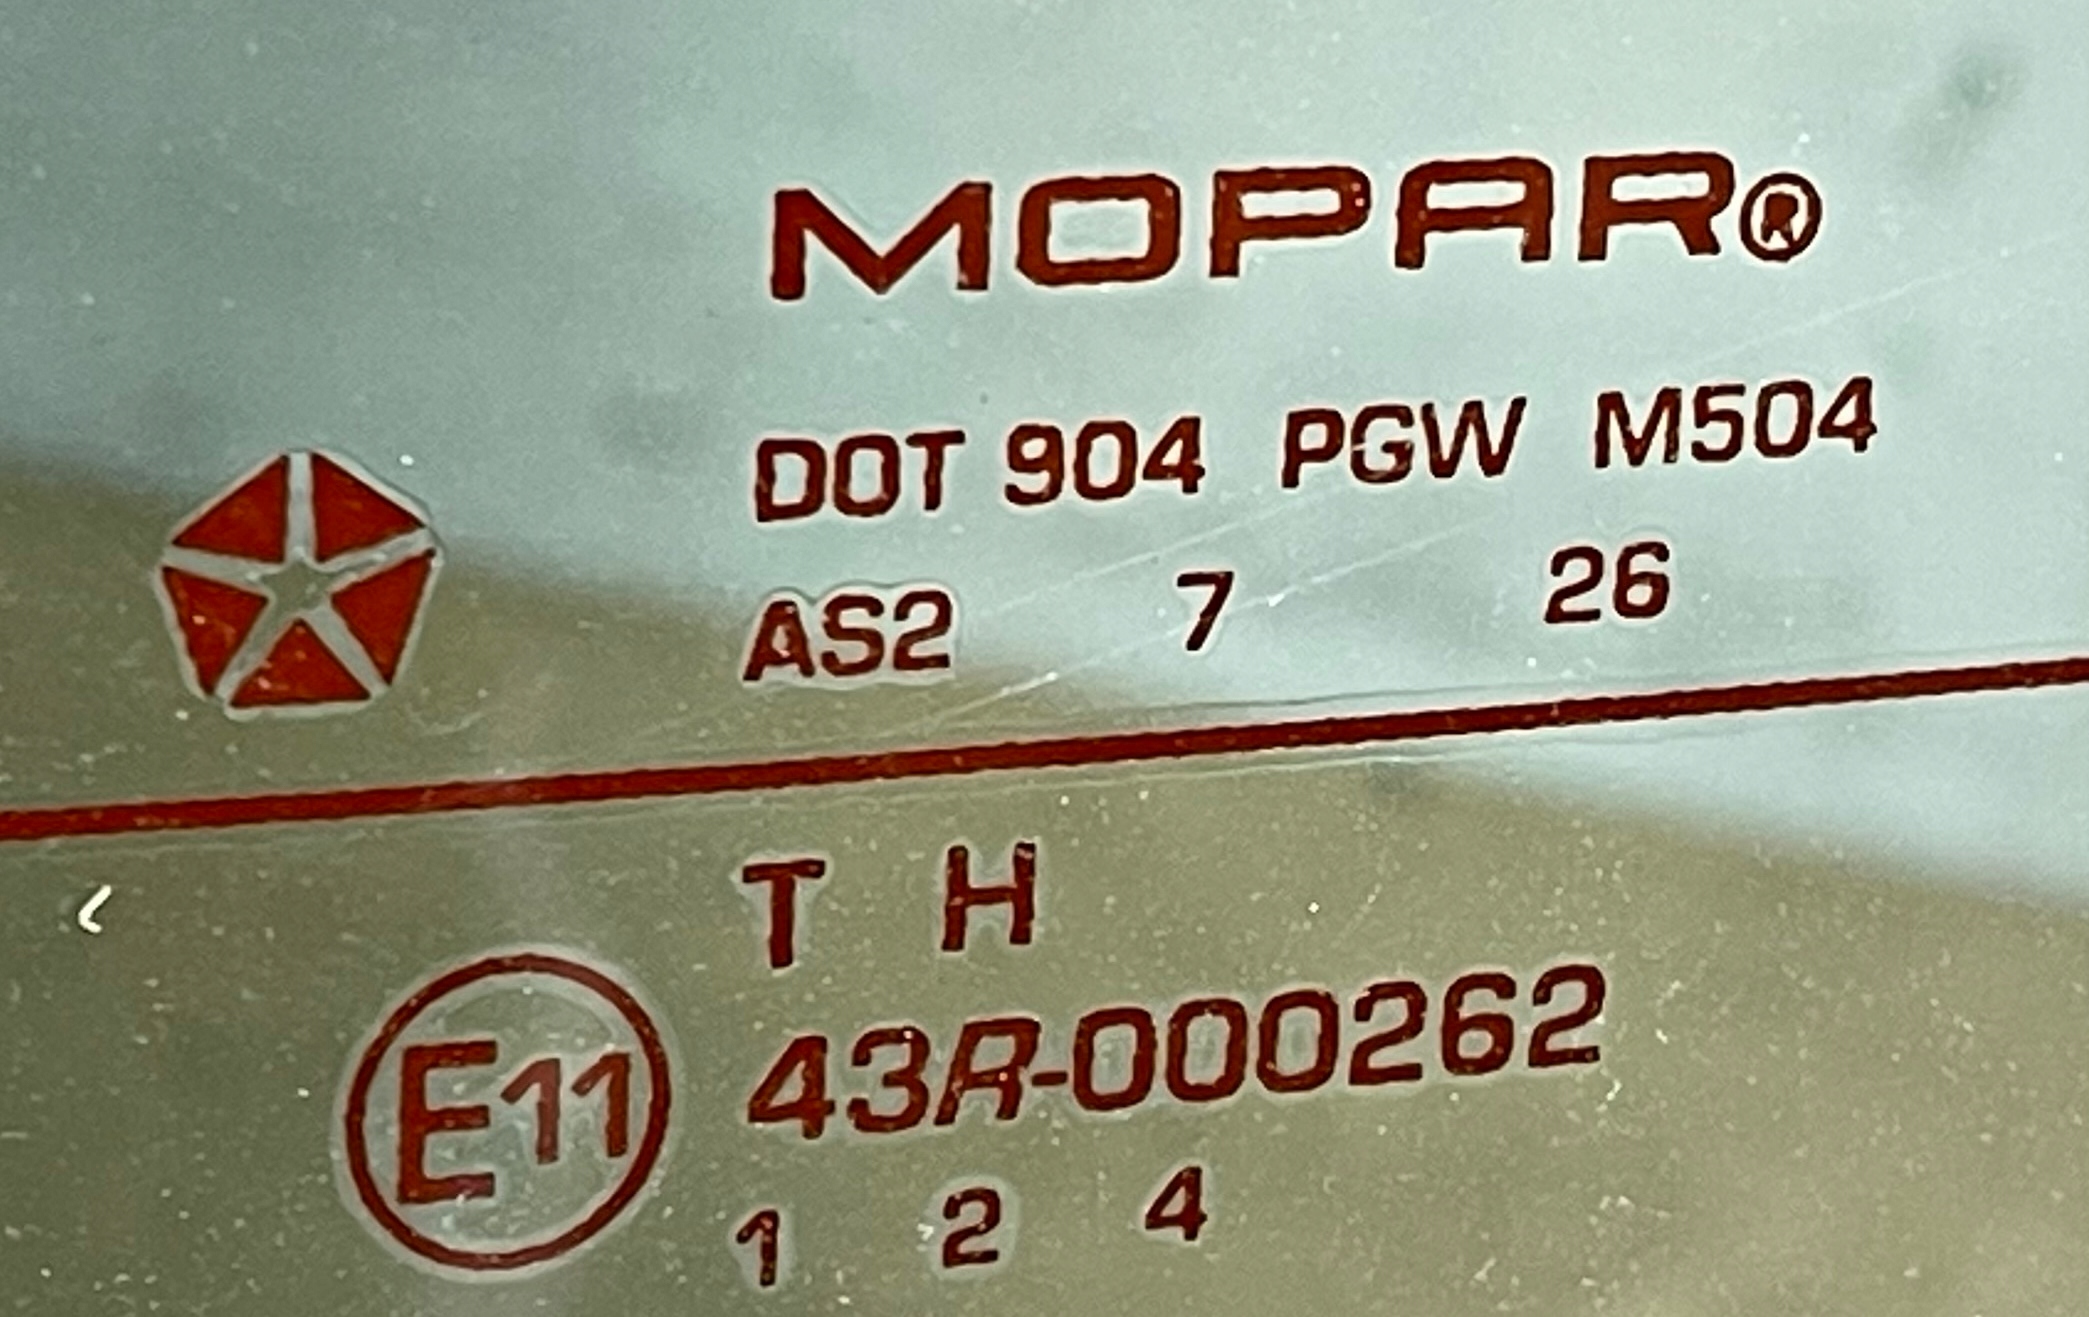 MOPAR®
DOT 904 PGW M504
AS2 7 26
T H
E11 43R-000262
1 2 4